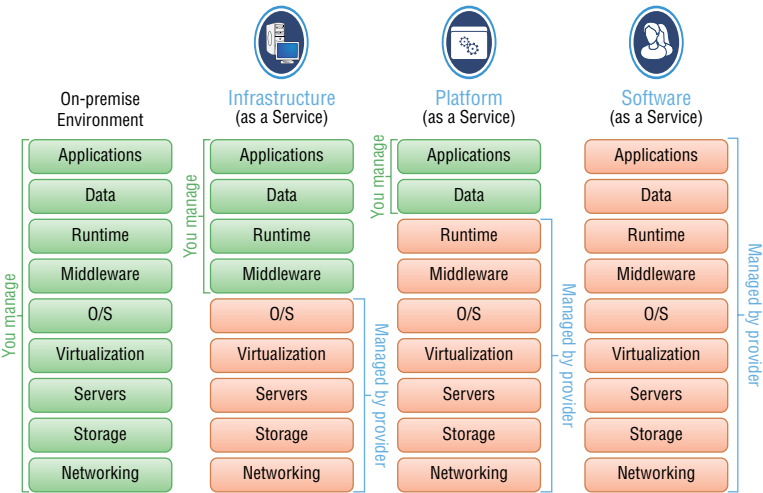 On-premise
Environment
You manage
Applications
Data
Runtime
Middleware
O/S
Virtualization
Servers
Storage
Networking
Infrastructure
(as a Service)
You manage
Applications
Data
Runtime
Middleware
O/S
Virtualization
Servers
Storage
Networking
Managed by provider
Platform
(as a Service)
You manage
Applications
Data
Runtime
Middleware
O/S
Virtualization
Servers
Storage
Networking
Managed by provider
Software
(as a Service)
Applications
Data
Runtime
Middleware
O/S
Virtualization
Servers
Storage
Networking
Managed by provider